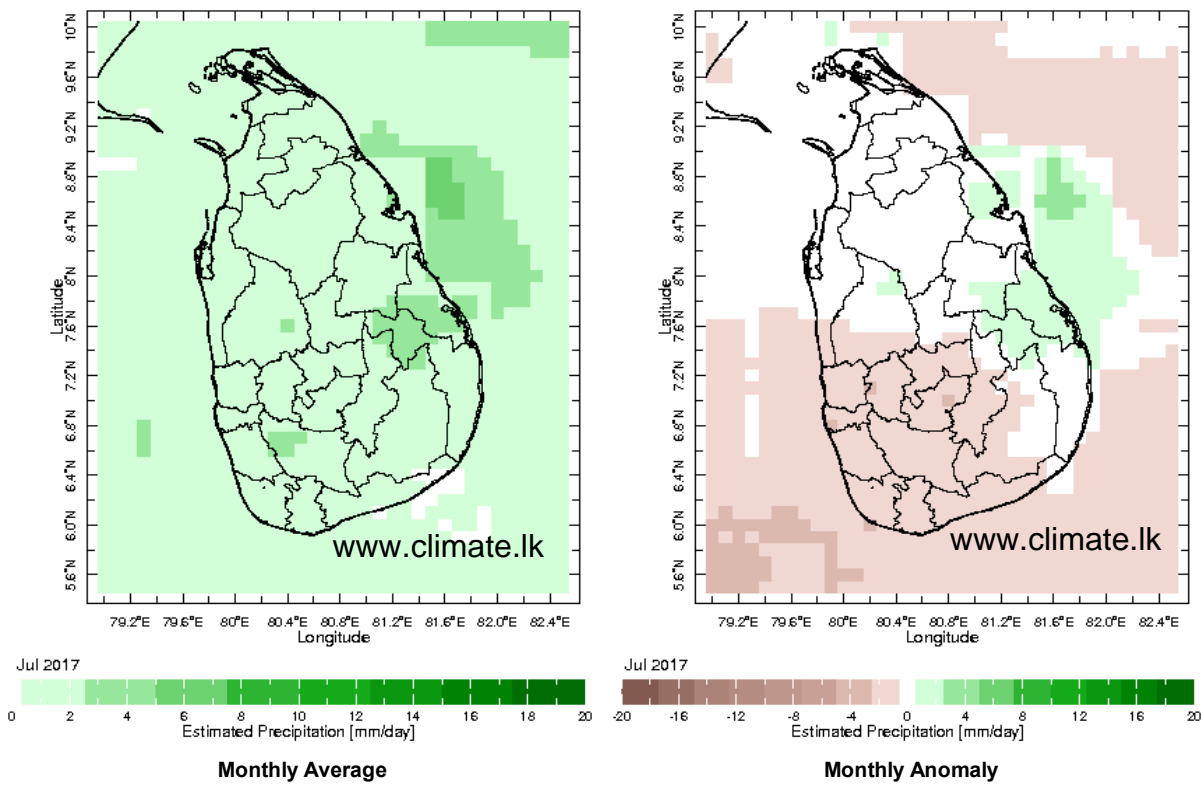 10°N
9.6°N
9.2°N
8.8°N
8.4°N
8°N
7.6°N
7.2°N
6.8°N
6.4°N
6.0°N
5.6°N
Latitude
www.climate.lk
79.2°E 79.6°E 80°E 80.4°E 80.8°E 81.2°E 81.6°E 82.0°E 82.4°E
Longitude
Jul 2017
0 2 4 6 8 10 12 14 16 18 20
Estimated Precipitation [mm/day]
Monthly Average
10°N
9.6°N
9.2°N
8.8°N
8.4°N
8°N
7.6°N
7.2°N
6.8°N
6.4°N
6.0°N
5.6°N
Latitude
www.climate.lk
79.2°E 79.6°E 80°E 80.4°E 80.8°E 81.2°E 81.6°E 82.0°E 82.4°E
Longitude
Jul 2017
-20 -16 -12 -8 -4 0 4 8 12 16 20
Estimated Precipitation [mm/day]
Monthly Anomaly